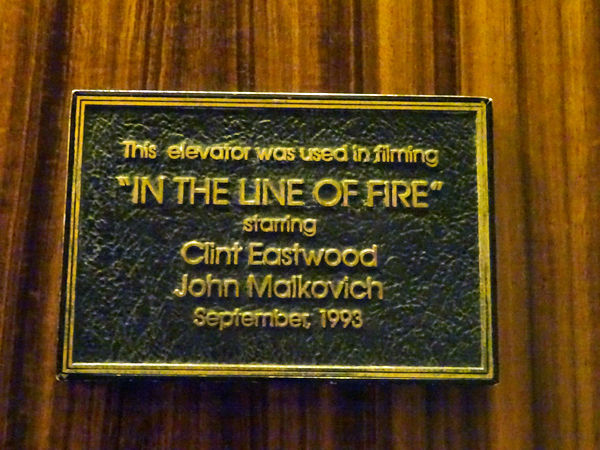 This elevator was used in filming
"IN THE LINE OF FIRE"
starring
Clint Eastwood
John Malkovich
September, 1993